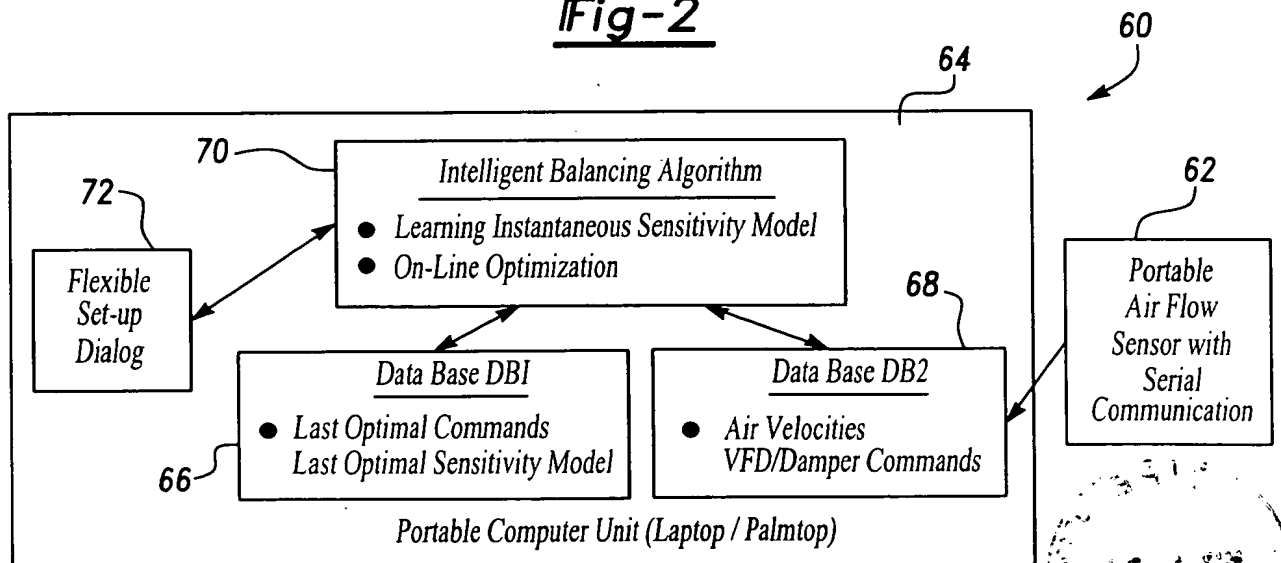 Fig-2
60
64
70
Intelligent Balancing Algorithm
● Learning Instantaneous Sensitivity Model
● On-Line Optimization
72
Flexible
Set-up
Dialog
62
Portable
Air Flow
Sensor with
Serial
Communication
68
Data Base DB1
● Last Optimal Commands
Last Optimal Sensitivity Model
66
Data Base DB2
● Air Velocities
VFD/Damper Commands
Portable Computer Unit (Laptop / Palmtop)